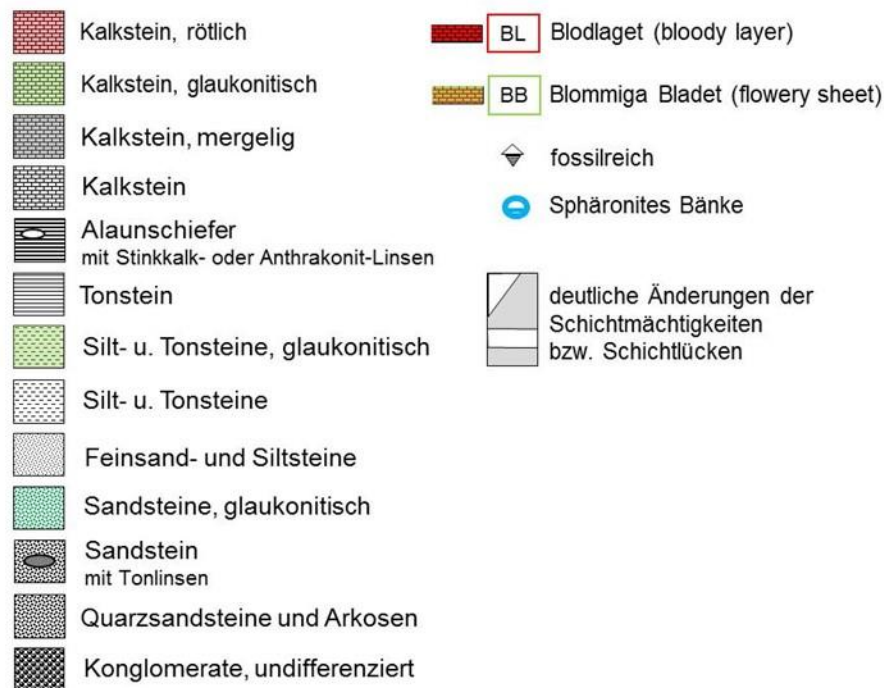 Kalkstein, rötlich
Kalkstein, glaukonitisch
Kalkstein, mergelig
Kalkstein
Alaunschiefer
mit Stinkkalk- oder Anthrakonit-Linsen
Tonstein
Silt- u. Tonsteine, glaukonitisch
Silt- u. Tonsteine
Feinsand- und Siltsteine
Sandsteine, glaukonitisch
Sandstein
mit Tonlinsen
Quarzsandsteine und Arkosen
Konglomerate, undifferenziert
BL Blodlaget (bloody layer)
BB Blommiga Bladet (flowery sheet)
fossilreich
Sphäronites Bänke
deutliche Änderungen der
Schichtmächtigkeiten
bzw. Schichtlücken